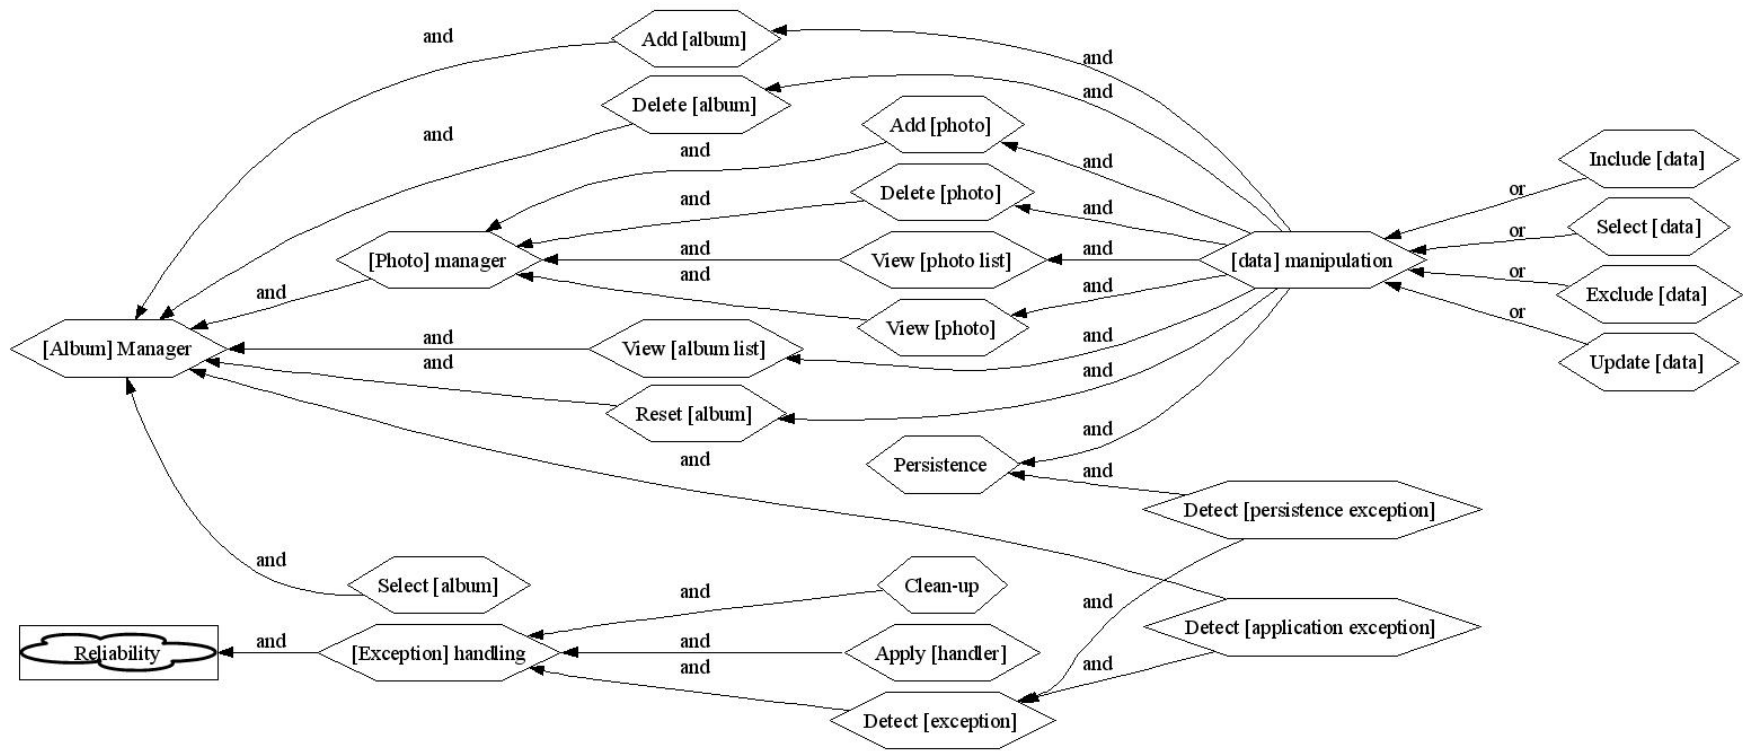 Add [album]
and
and
Delete [album]
and
Add [photo]
and
and
and
Include [data]
Delete [photo]
and
or
and
and
Select [data]
or
[Photo] manager
and
View [photo list]
and
[data] manipulation
and
or
and
and
Exclude [data]
View [photo]
or
[Album] Manager
and
View [album list]
and
Update [data]
and
and
Reset [album]
and
and
Persistence
and
Detect [persistence exception]
and
Select [album]
and
Clean-up
and
Detect [application exception]
Reliability
and
[Exception] handling
and
Apply [handler]
and
and
Detect [exception]